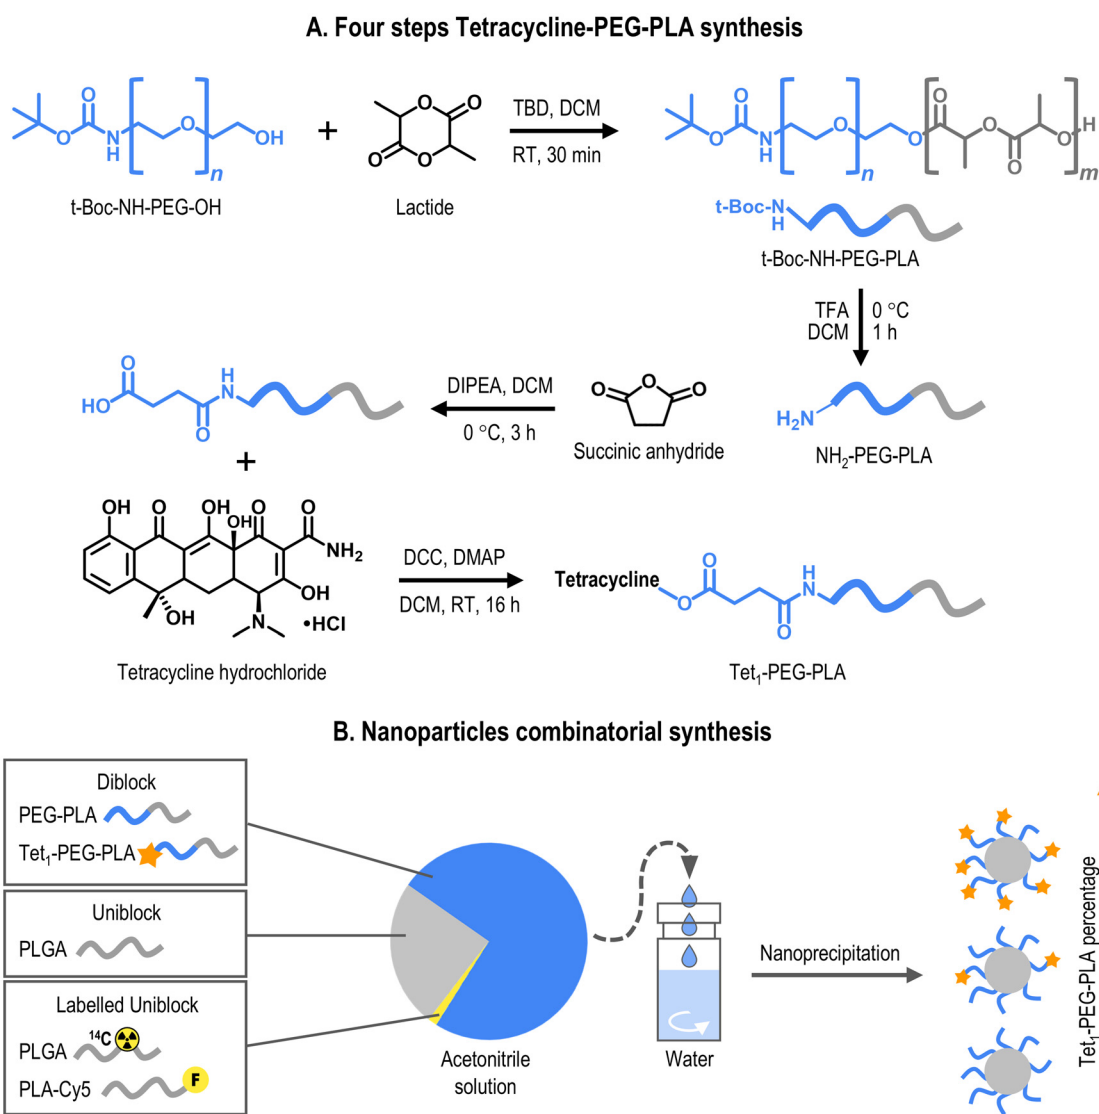 A. Four steps Tetracycline-PEG-PLA synthesis
O
O
N
H
O
OH
n
+
O
O
O
O
TBD, DCM
RT, 30 min
O
O
N
H
O
O
n
O
O
O
O
H
m
t-Boc-NH-PEG-OH
Lactide
t-Boc-N
H
t-Boc-NH-PEG-PLA
TFA
DCM
0 °C
1 h
O
HO
O
H
N
DIPEA, DCM
0 °C, 3 h
O
O
O
Succinic anhydride
H₂N
NH₂-PEG-PLA
+
OH
O
OH
OH
O
O
NH₂
OH
OH
N
•HCl
Tetracycline hydrochloride
DCC, DMAP
DCM, RT, 16 h
Tetracycline
O
O
O
H
N
Tet₁-PEG-PLA
B. Nanoparticles combinatorial synthesis
Diblock
PEG-PLA
Tet₁-PEG-PLA
Uniblock
PLGA
Labelled Uniblock
¹⁴C
PLGA
PLA-Cy5
F
Acetonitrile
solution
Water
Nanoprecipitation
Tet₁-PEG-PLA percentage